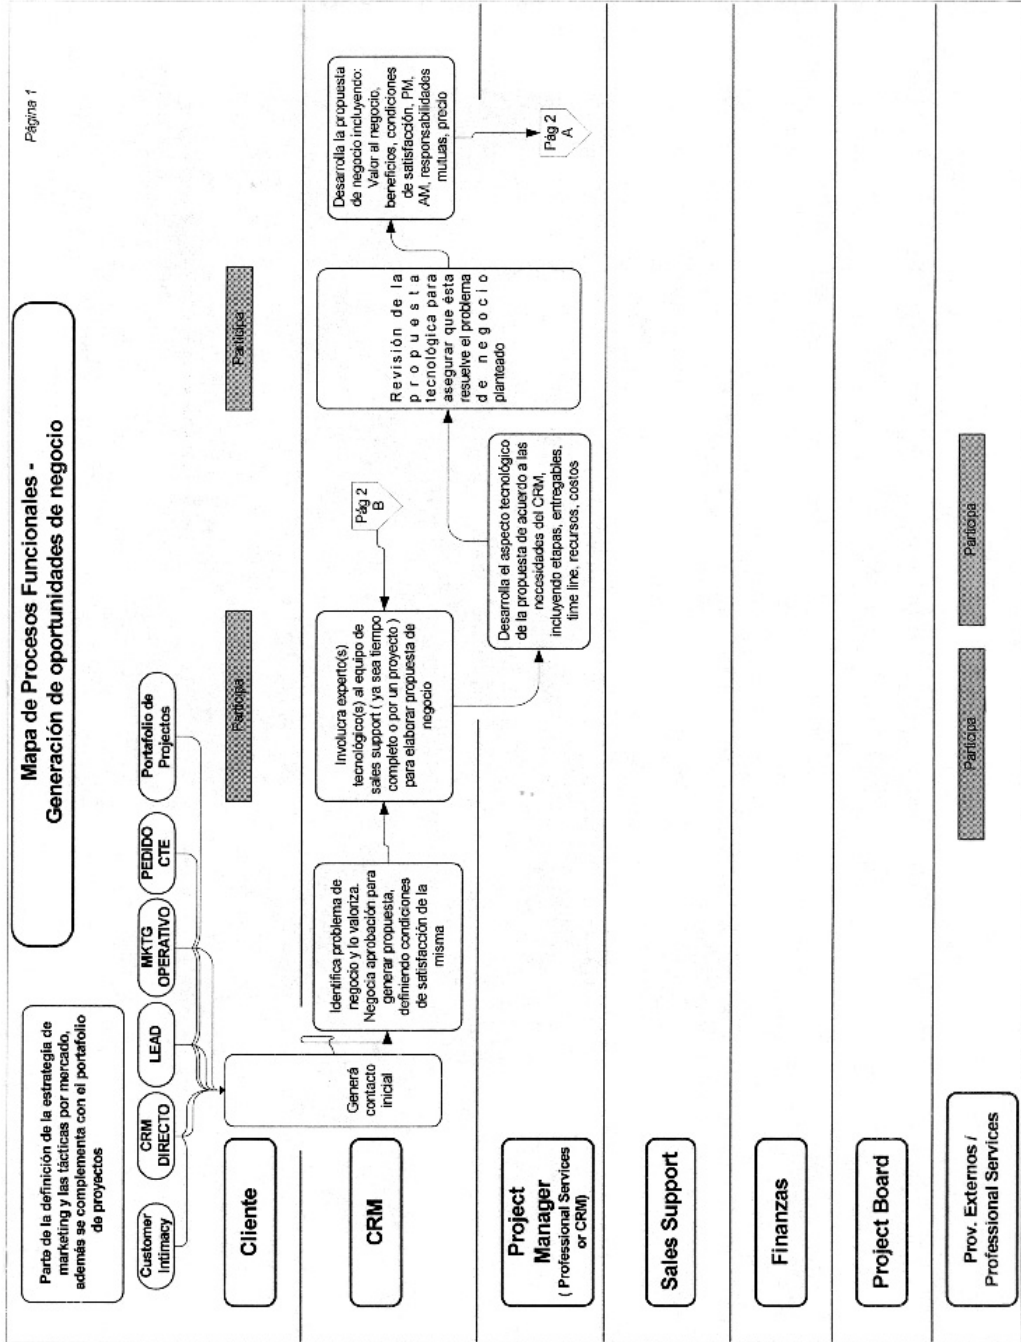 Página 1
Mapa de Procesos Funcionales -
Generación de oportunidades de negocio
Parte de la definición de la estrategia de
marketing y las tácticas por mercado,
además se complementa con el portafolio
de proyectos
Customer
Intimacy
CRM
DIRECTO
LEAD
MKTG
OPERATIVO
PEDIDO
CTE
Portafolio de
Projectos
Cliente
Participa
Participa
CRM
Generá
contacto
inicial
Identifica problema de
negocio y lo valoriza.
Negocia aprobación para
generar propuesta,
definiendo condiciones
de satisfacción de la
misma
Involucra experto(s)
tecnológico(s) al equipo de
sales support ( ya sea tiempo
completo o por un proyecto )
para elaborar propuesta de
negocio
Pág 2
B
Revisión de la
propuesta
tecnológica para
asegurar que ésta
resuelve el problema
de negocio
planteado
Desarrolla la propuesta
de negocio incluyendo:
Valor al negocio,
beneficios, condiciones
de satisfacción, PM,
AM, responsabilidades
mutuas, precio
Pág 2
A
Project
Manager
( Professional Services
or CRM)
Desarrolla el aspecto tecnológico
de la propuesta de acuerdo a las
necesidades del CRM,
incluyendo etapas, entregables,
time line, recursos, costos
Sales Support
Finanzas
Project Board
Prov. Externos /
Professional Services
Participa
Participa